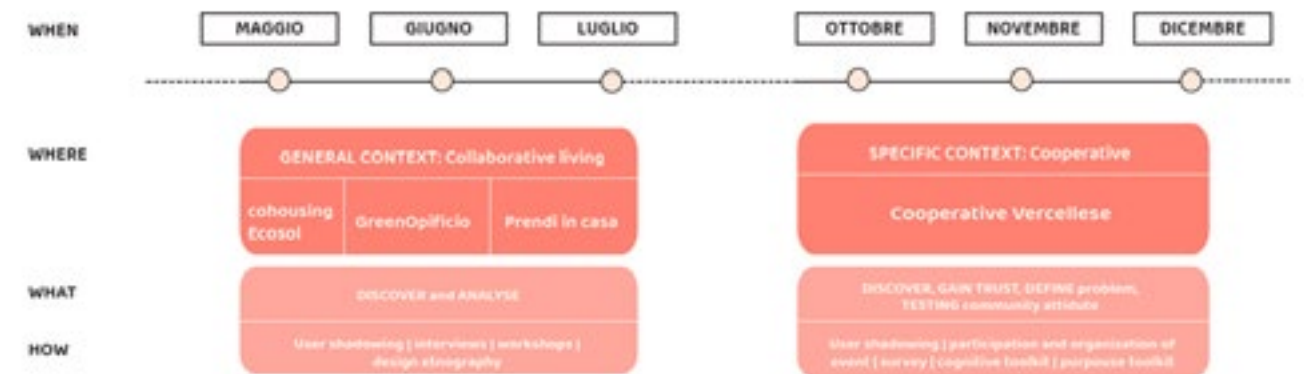 WHEN
MAGGIO
GIUGNO
LUGLIO
OTTOBRE
NOVEMBRE
DICEMBRE
WHERE
GENERAL CONTEXT: Collaborative living
cohousing
Ecosol
GreenOpificio
Prendi in casa
SPECIFIC CONTEXT: Cooperative
Cooperative Vercellese
WHAT
DISCOVER and ANALYSE
DISCOVER, GAIN TRUST, DEFINE problem,
TESTING community attidute
HOW
User shadowing | interviews | workshops |
design etnography
User shadowing | participation and organisation of
event | survey | cognitive toolkit | purpouse toolkit